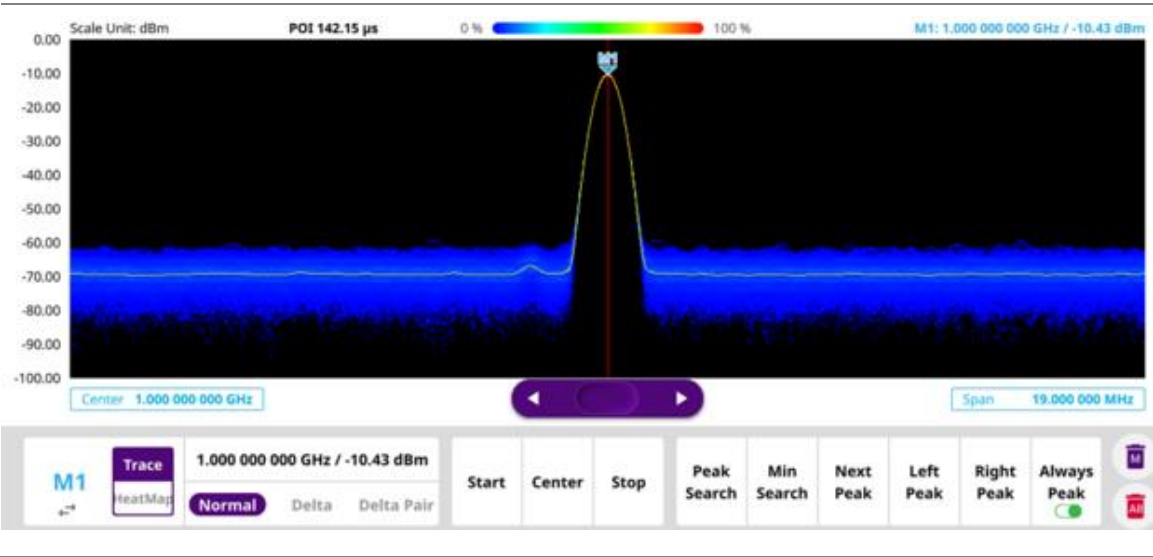 Scale Unit: dBm POI 142.15 µs 0 % 100 % M1: 1.000 000 000 GHz / -10.43 dBm
0.00
M1
-10.00
-20.00
-30.00
-40.00
-50.00
-60.00
-70.00
-80.00
-90.00
-100.00
Center 1.000 000 000 GHz Span 19.000 000 MHz
M1 Trace HeatMap
1.000 000 000 GHz / -10.43 dBm
Normal Delta Delta Pair
Start Center Stop
Peak Search
Min Search
Next Peak
Left Peak
Right Peak
Always Peak
M
All